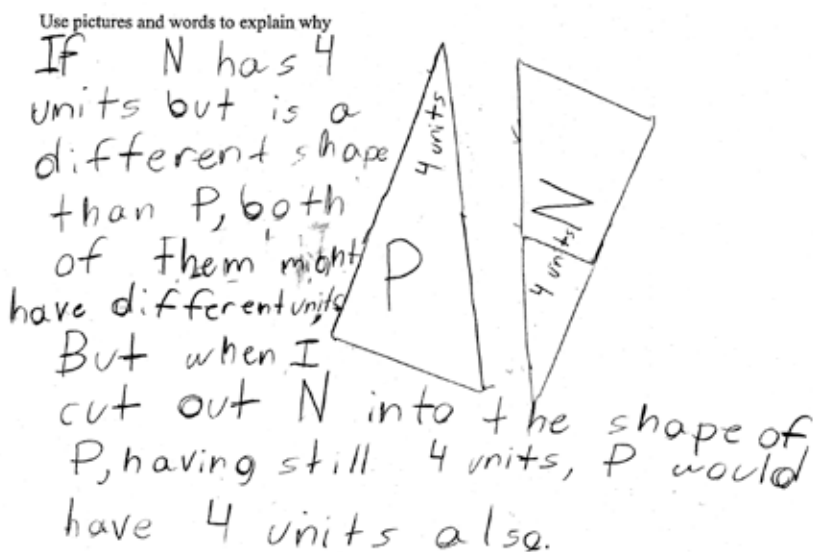 Use pictures and words to explain why
If N has 4
units but is a
different shape
than P, both
of them might
have different units.
But when I
cut out N into the shape of
P, having still 4 units, P would
have 4 units also.
4 units
P
N
4 units